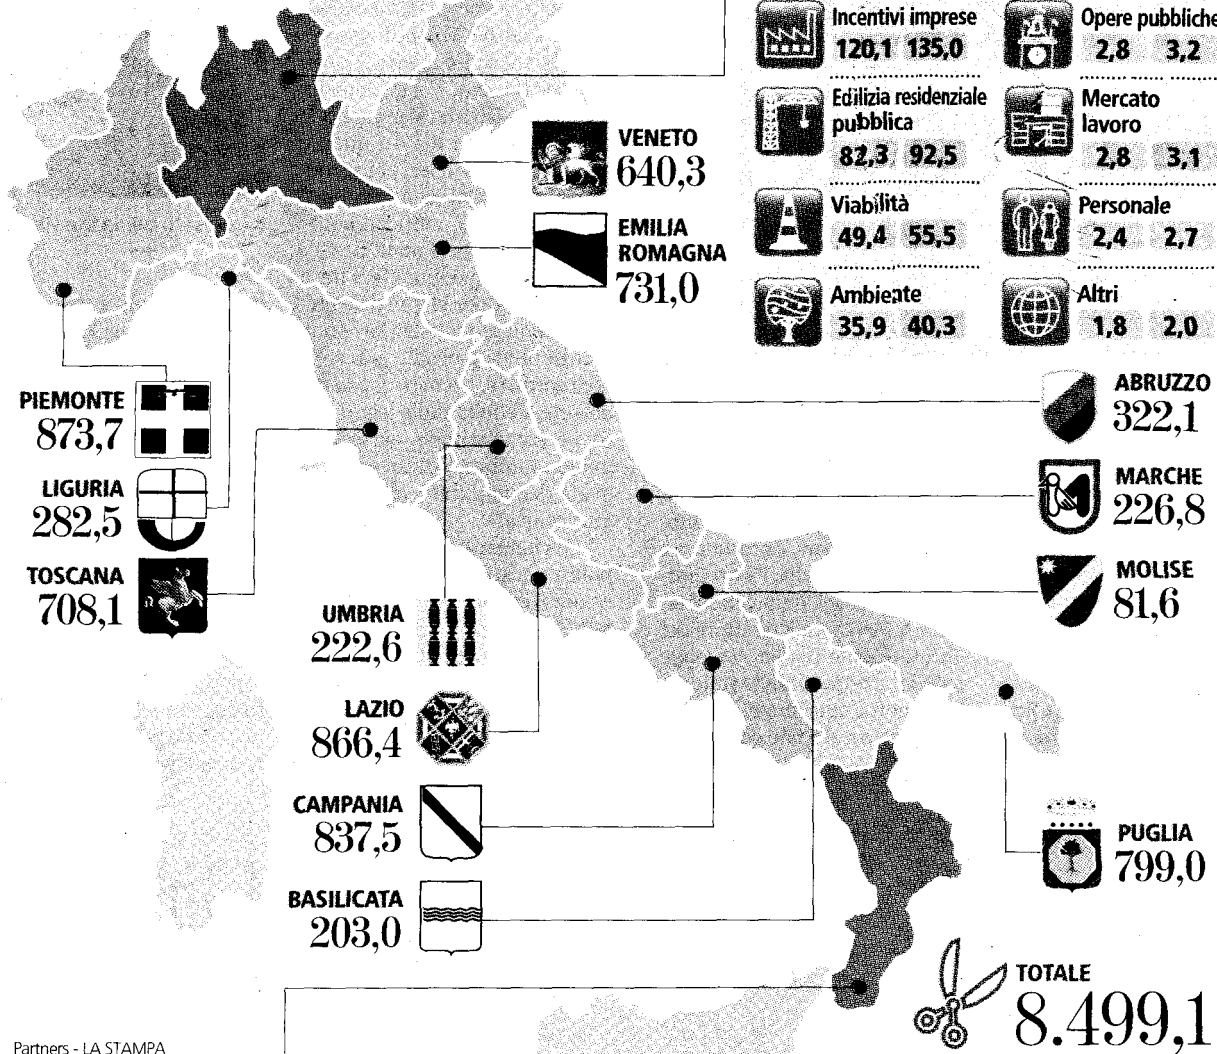 Incentivi imprese
120,1 135,0
Opere pubbliche
2,8 3,2
Edilizia residenziale
pubblica
82,3 92,5
Mercato
lavoro
2,8 3,1
Viabilità
49,4 55,5
Personale
2,4 2,7
Ambiente
35,9 40,3
Altri
1,8 2,0
VENETO
640,3
EMILIA
ROMAGNA
731,0
PIEMONTE
873,7
LIGURIA
282,5
TOSCANA
708,1
UMBRIA
222,6
LAZIO
866,4
CAMPANIA
837,5
BASILICATA
203,0
ABRUZZO
322,1
MARCHE
226,8
MOLISE
81,6
PUGLIA
799,0
TOTALE
8.499,1
Partners - LA STAMPA